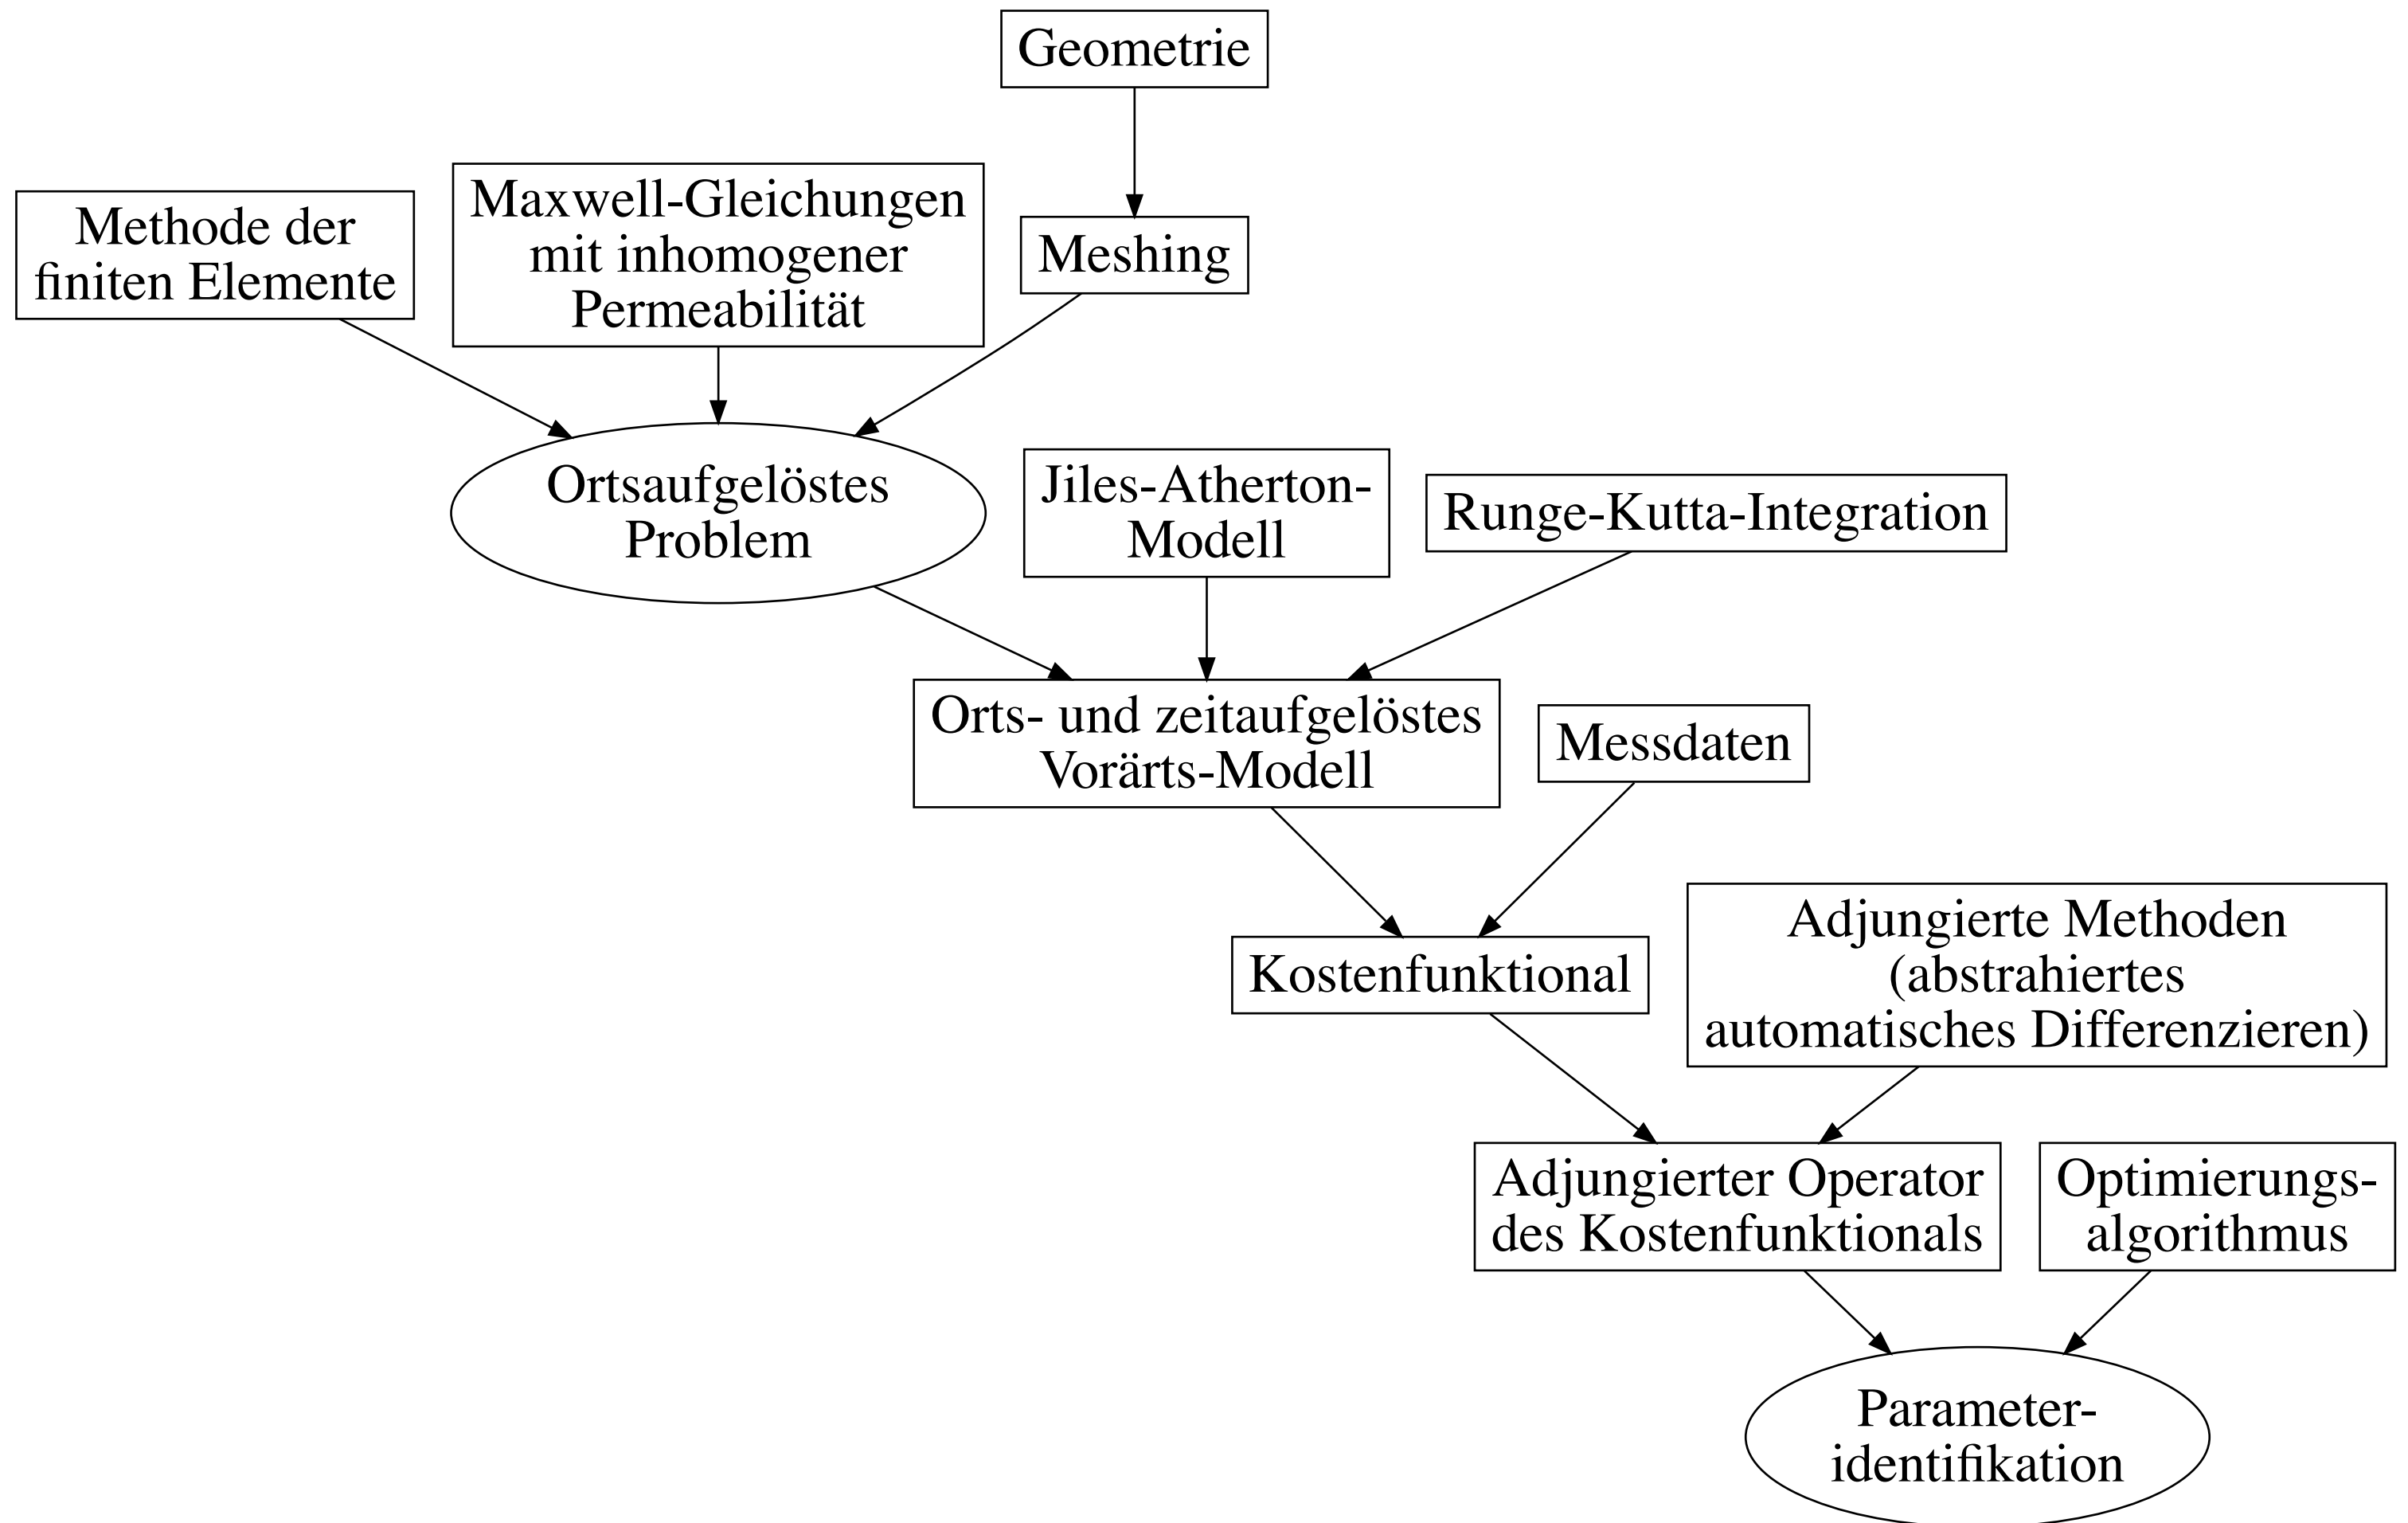 Geometrie
Methode der
finiten Elemente
Maxwell-Gleichungen
mit inhomogener
Permeabilität
Meshing
Ortsaufgelöstes
Problem
Jiles-Atherton-
Modell
Runge-Kutta-Integration
Orts- und zeitaufgelöstes
Vorärts-Modell
Messdaten
Kostenfunktional
Adjungierte Methoden
(abstrahiertes
automatisches Differenzieren)
Adjungierter Operator
des Kostenfunktionals
Optimierungs-
algorithmus
Parameter-
identifikation